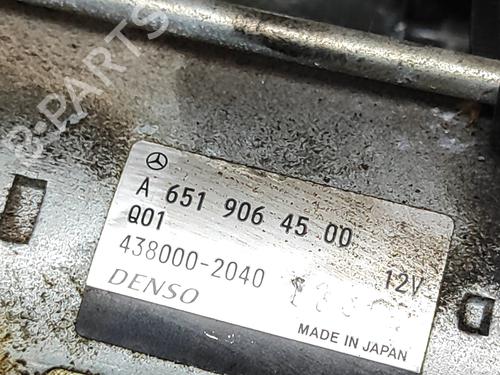 B-PARTS
A 651 906 45 00
Q01
438000-2040
12V
DENSO
MADE IN JAPAN